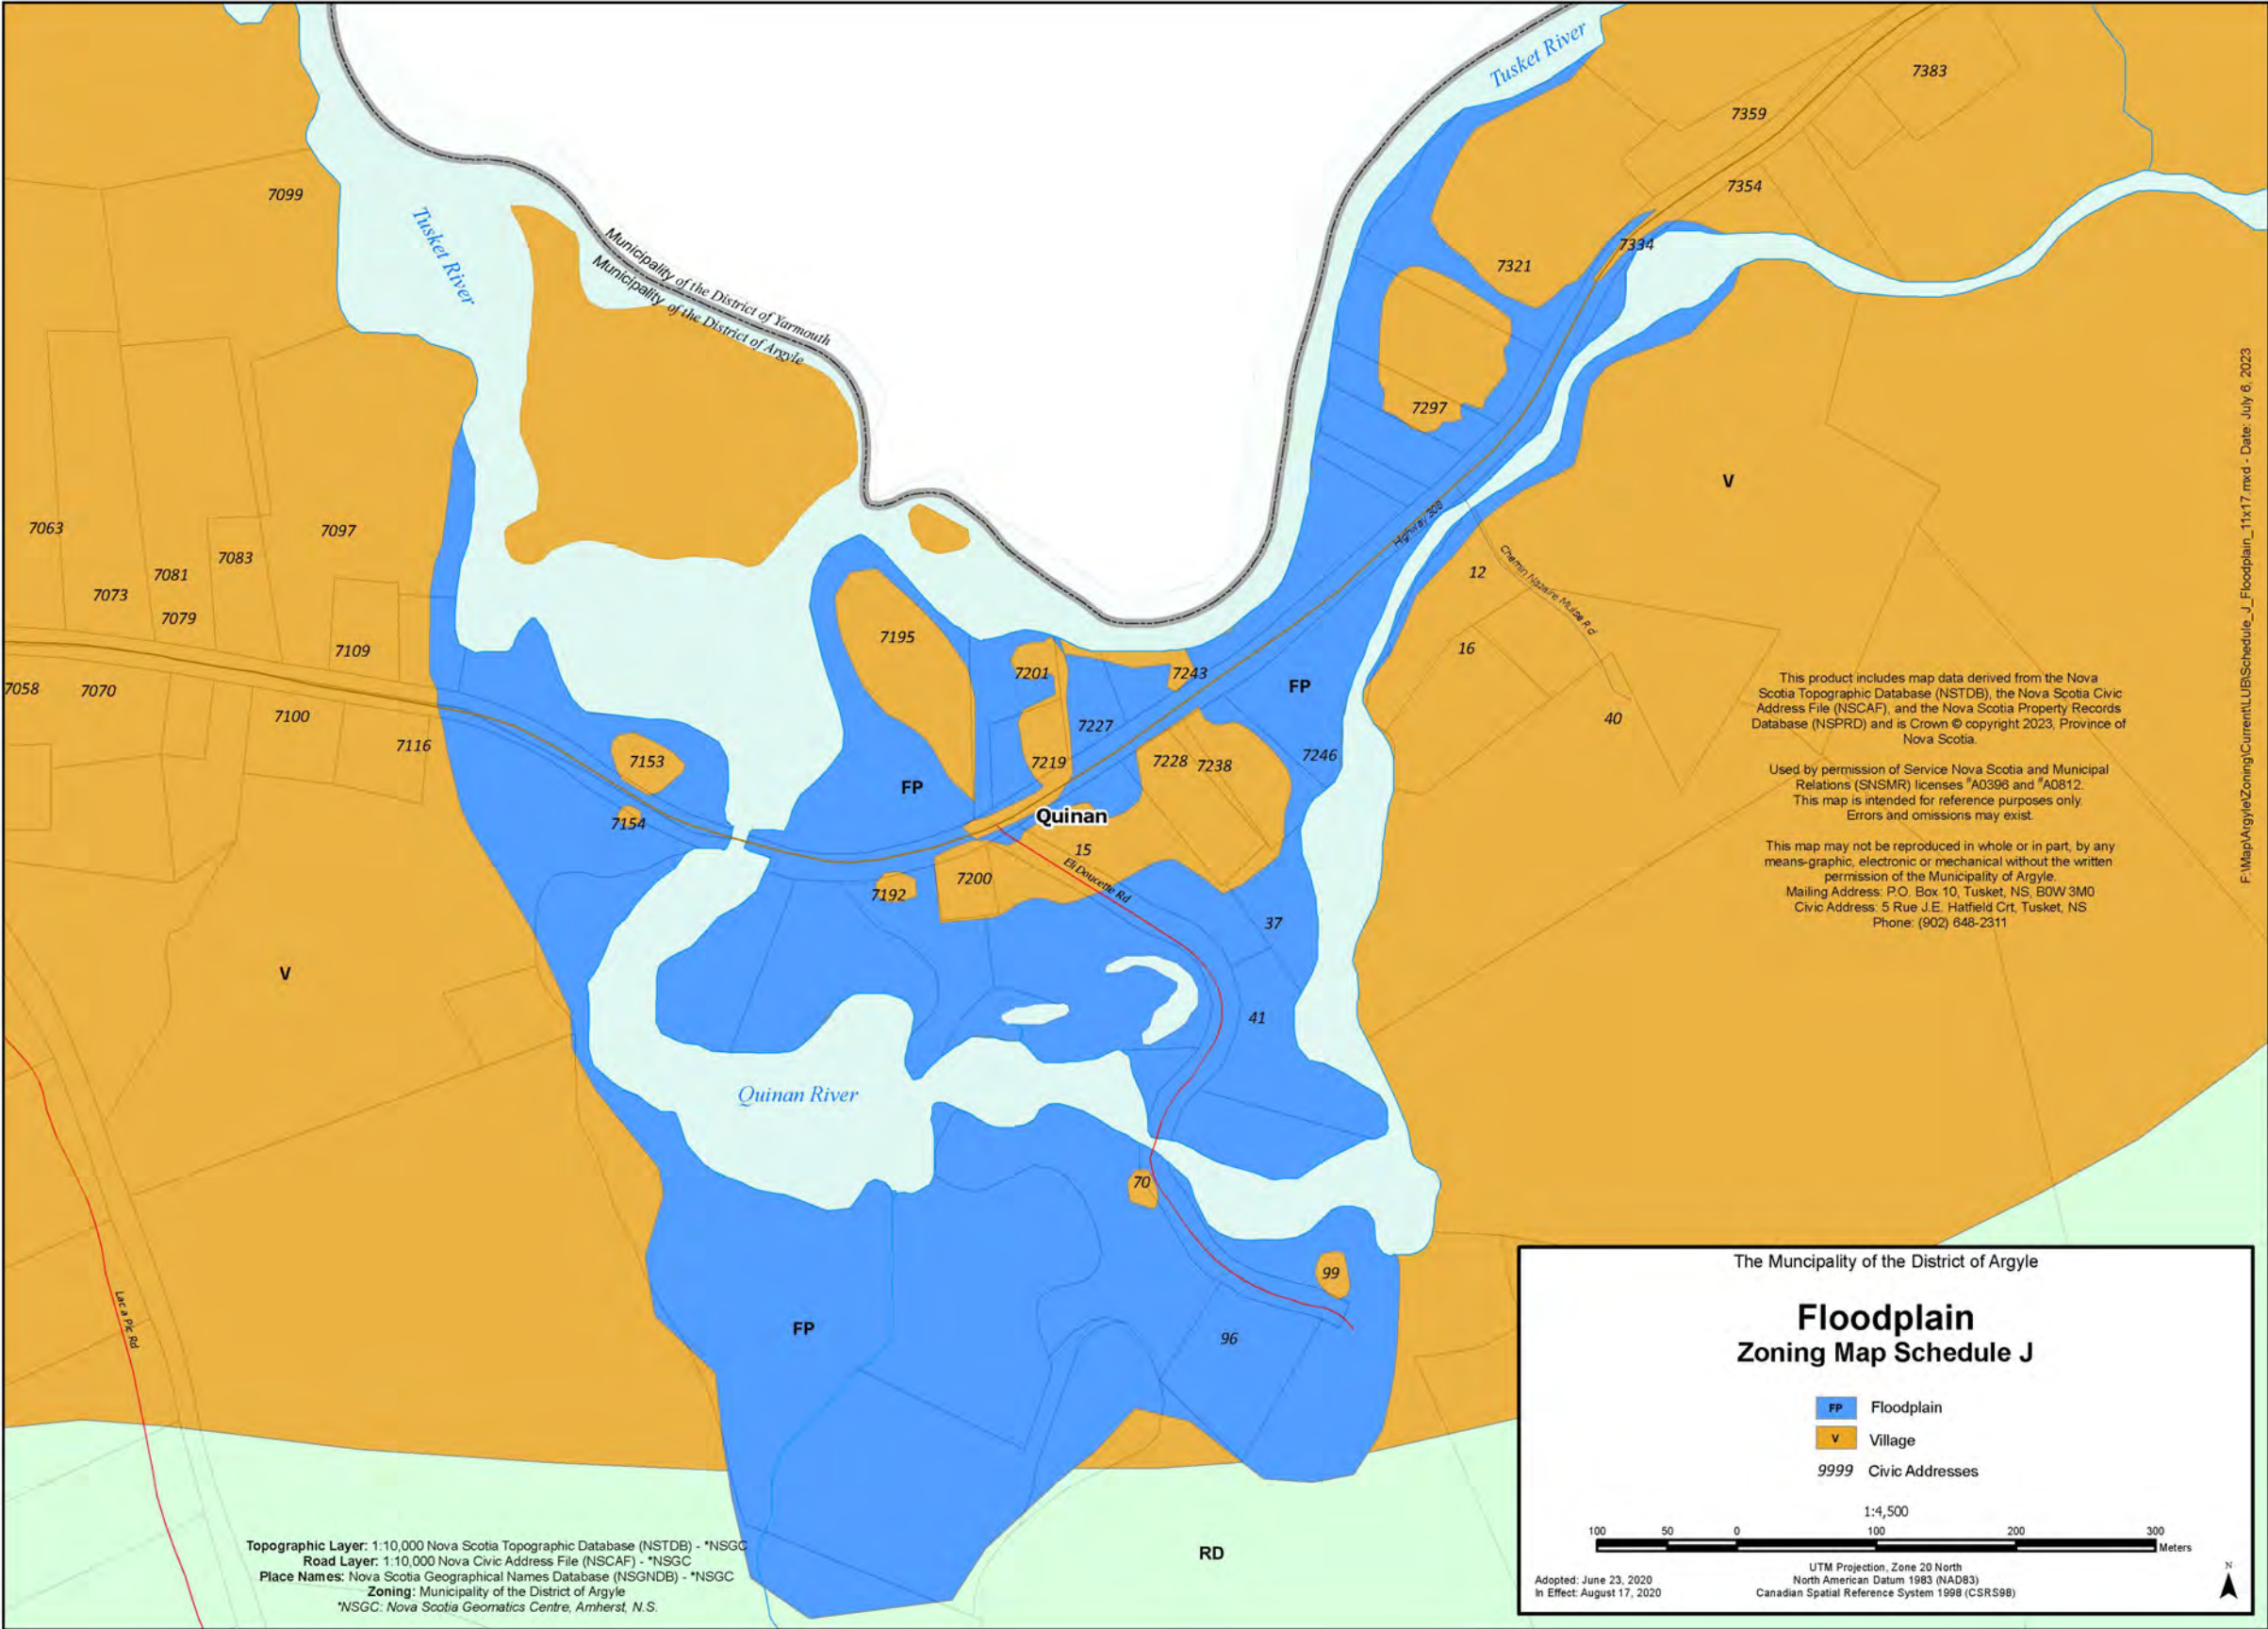 Tusket River
7383
7359
7099
7354
Tusket River
Municipality of the District of Yarmouth
Municipality of the District of Argyle
7334
7321
7297
V
7063
7097
7083
7081
7073
7079
Highway 308
12
Chemin Nazaire Muise Rd
16
40
7195
7109
7201
7243
FP
7058
7070
7100
7116
7227
7246
7153
7219
7228
7238
FP
Quinan
7154
15
Eli Doucette Rd
7200
7192
37
V
41
Quinan River
70
99
96
FP
Lac a Pic Rd
RD
This product includes map data derived from the Nova
Scotia Topographic Database (NSTDB), the Nova Scotia Civic
Address File (NSCAF), and the Nova Scotia Property Records
Database (NSPRD) and is Crown © copyright 2023, Province of
Nova Scotia.
Used by permission of Service Nova Scotia and Municipal
Relations (SNSMR) licenses #A0396 and #A0812.
This map is intended for reference purposes only.
Errors and omissions may exist.
This map may not be reproduced in whole or in part, by any
means-graphic, electronic or mechanical without the written
permission of the Municipality of Argyle.
Mailing Address: P.O. Box 10, Tusket, NS, B0W 3M0
Civic Address: 5 Rue J.E. Hatfield Crt, Tusket, NS
Phone: (902) 648-2311
F:\Map\Argyle\Zoning\Current\LUB\Schedule_J_Floodplain_11x17.mxd - Date: July 6, 2023
Topographic Layer: 1:10,000 Nova Scotia Topographic Database (NSTDB) - *NSGC
Road Layer: 1:10,000 Nova Civic Address File (NSCAF) - *NSGC
Place Names: Nova Scotia Geographical Names Database (NSGNDB) - *NSGC
Zoning: Municipality of the District of Argyle
*NSGC: Nova Scotia Geomatics Centre, Amherst, N.S.
The Muncipality of the District of Argyle
Floodplain
Zoning Map Schedule J
FP Floodplain
V Village
9999 Civic Addresses
1:4,500
100 50 0 100 200 300
Meters
UTM Projection, Zone 20 North
North American Datum 1983 (NAD83)
Canadian Spatial Reference System 1998 (CSRS98)
Adopted: June 23, 2020
In Effect: August 17, 2020
N